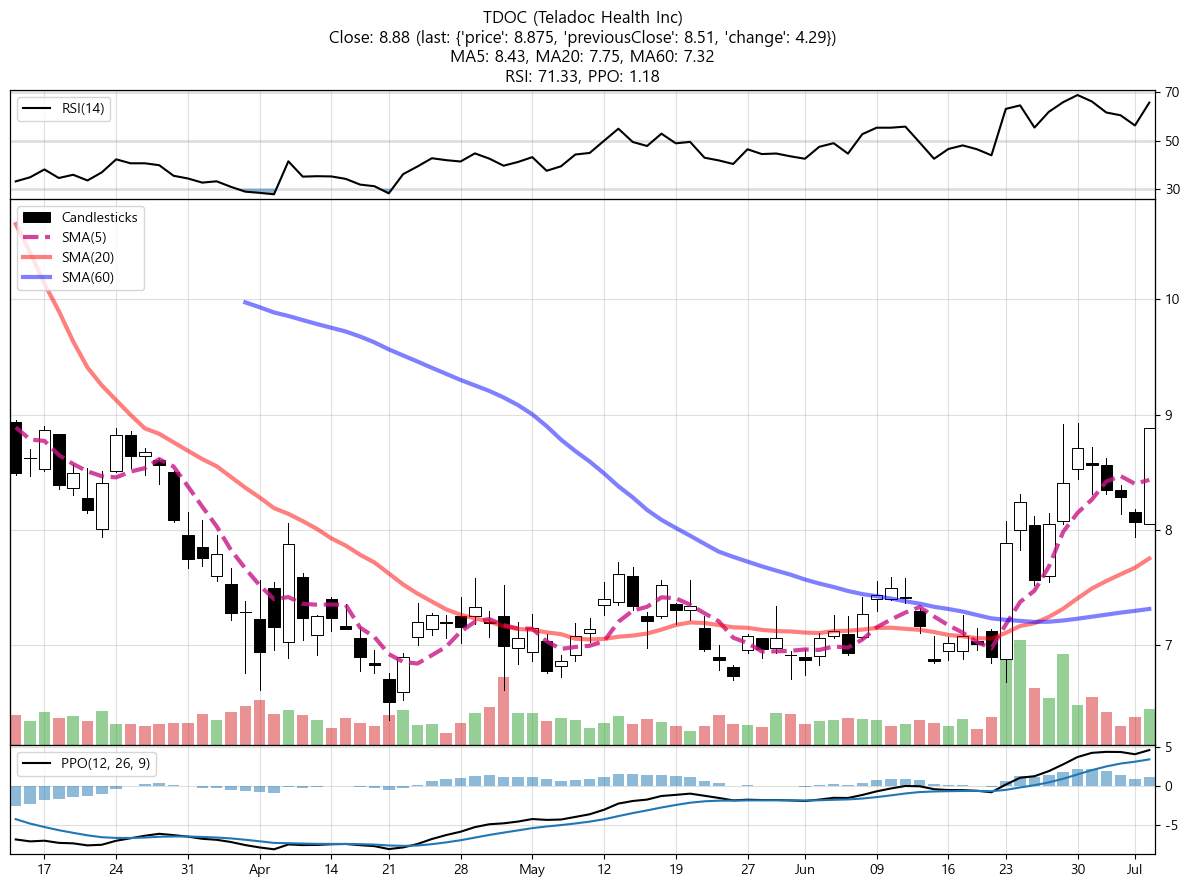 TDOC (Teladoc Health Inc)
Close: 8.88 (last: {'price': 8.875, 'previousClose': 8.51, 'change': 4.29})
MA5: 8.43, MA20: 7.75, MA60: 7.32
RSI: 71.33, PPO: 1.18
RSI(14)
70
50
30
Candlesticks
SMA(5)
SMA(20)
SMA(60)
10
9
8
7
PPO(12, 26, 9)
5
0
-5
17 24 31 Apr 14 21 28 May 12 19 27 Jun 09 16 23 30 Jul